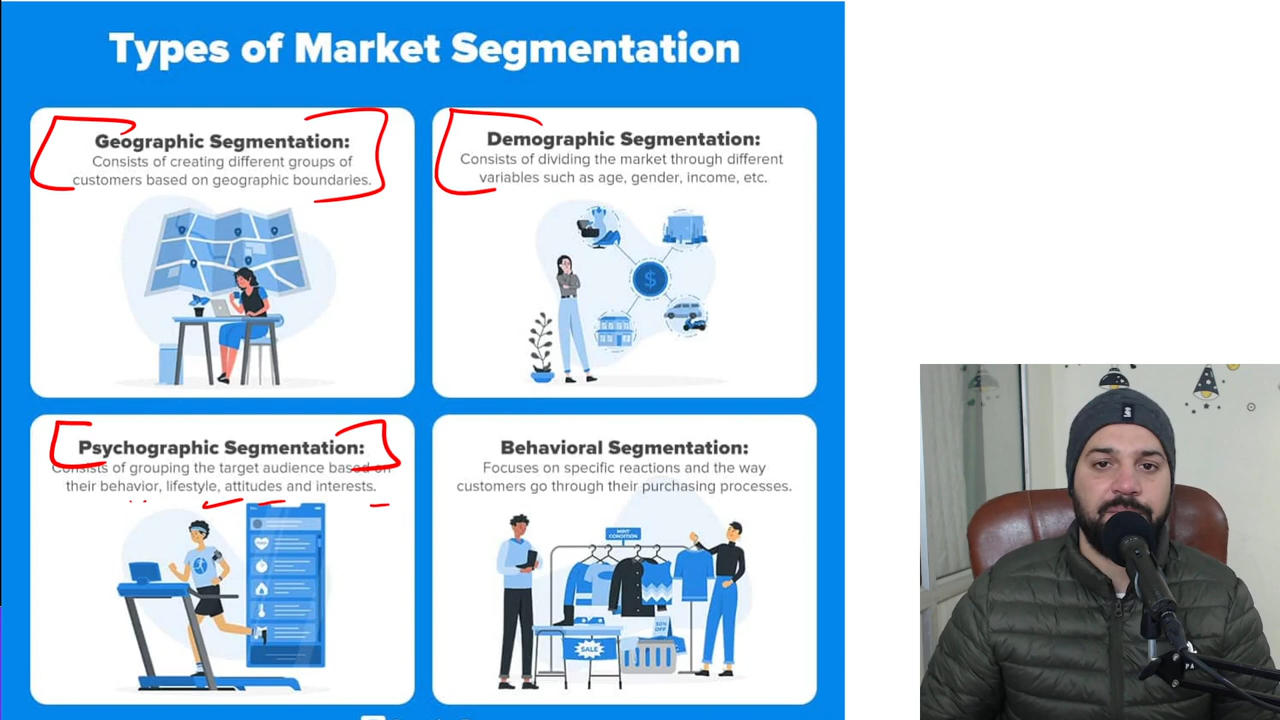 Types of Market Segmentation
Geographic Segmentation:
Consists of creating different groups of
customers based on geographic boundaries.
Demographic Segmentation:
Consists of dividing the market through different
variables such as age, gender, income, etc.
$
Psychographic Segmentation:
Consists of grouping the target audience based on
their behavior, lifestyle, attitudes and interests.
Behavioral Segmentation:
Focuses on specific reactions and the way
customers go through their purchasing processes.
MINT
CONDITION
50%
OFF
SALE